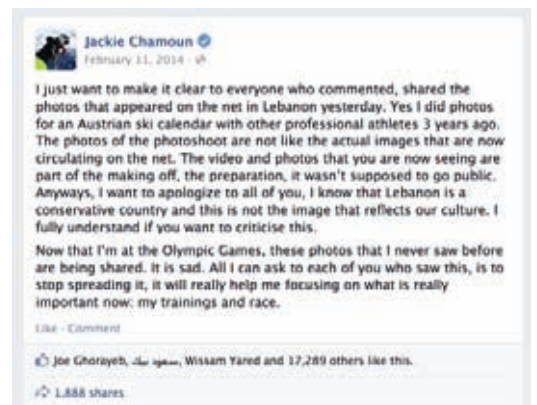 Jackie Chamoun
February 11, 2014
I just want to make it clear to everyone who commented, shared the
photos that appeared on the net in Lebanon yesterday. Yes I did photos
for an Austrian ski calendar with other professional athletes 3 years ago.
The photos of the photoshoot are not like the actual images that are now
circulating on the net. The video and photos that you are now seeing are
part of the making off, the preparation, it wasn't supposed to go public.
Anyways, I want to apologize to all of you, I know that Lebanon is a
conservative country and this is not the image that reflects our culture. I
fully understand if you want to criticise this.
Now that I'm at the Olympic Games, these photos that I never saw before
are being shared. It is sad. All I can ask to each of you who saw this, is to
stop spreading it, it will really help me focusing on what is really
important now: my trainings and race.
Like · Comment
Joe Ghorayeb, Wissam Yared and 17,289 others like this.
1,888 shares